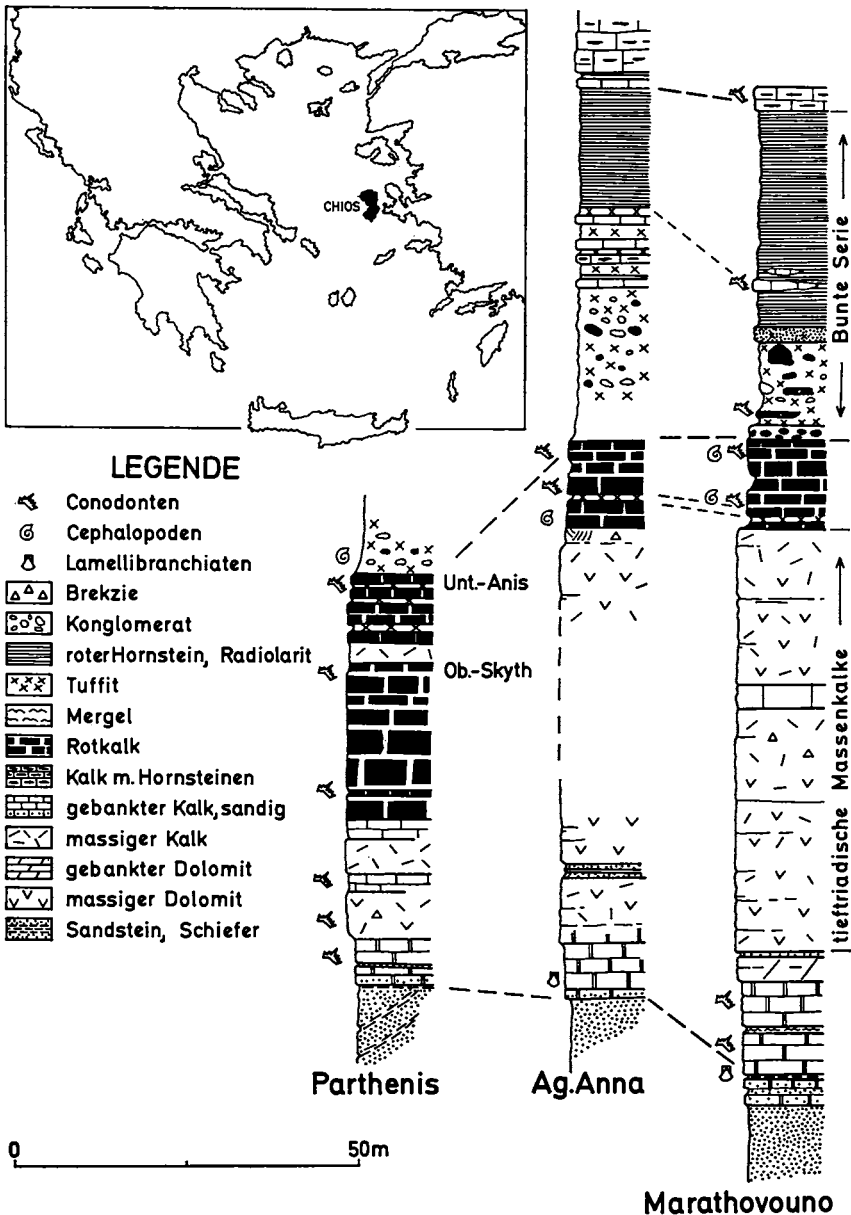 CHIOS
LEGENDE
Conodonten
Cephalopoden
Lamellibranchiaten
Brekzie
Konglomerat
roter Hornstein, Radiolarit
Tuffit
Mergel
Rotkalk
Kalk m. Hornsteinen
gebankter Kalk, sandig
massiger Kalk
gebankter Dolomit
massiger Dolomit
Sandstein, Schiefer
Unt.-Anis
Ob.-Skyth
Bunte Serie
tieftriadische Massenkalke
Parthenis
Ag.Anna
Marathovouno
0 50m